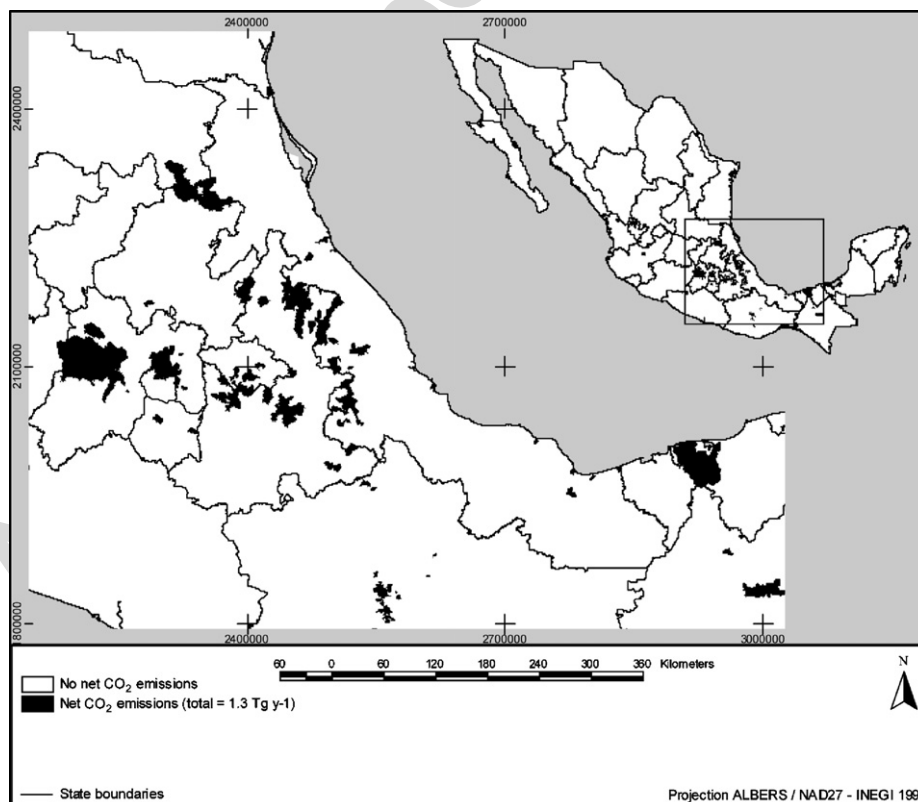 2400000
2700000
2400000
2100000
1800000
2400000
2700000
3000000
60 0 60 120 180 240 300 360 Kilometers
N
No net CO₂ emissions
Net CO₂ emissions (total = 1.3 Tg y-1)
State boundaries
Projection ALBERS / NAD27 - INEGI 199